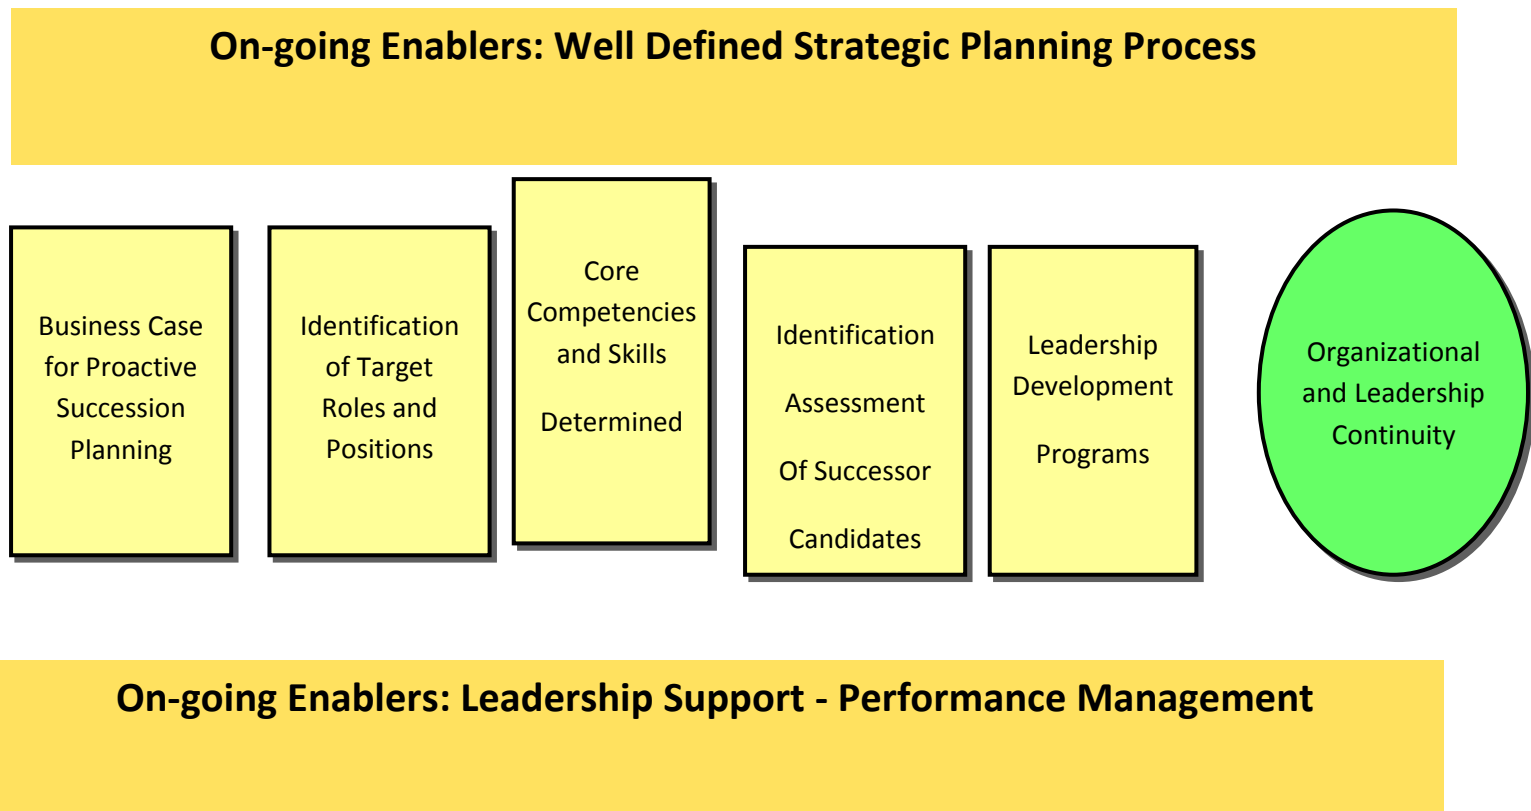 On-going Enablers: Well Defined Strategic Planning Process
Business Case
for Proactive
Succession
Planning
Identification
of Target
Roles and
Positions
Core
Competencies
and Skills
Determined
Identification
Assessment
Of Successor
Candidates
Leadership
Development
Programs
Organizational
and Leadership
Continuity
On-going Enablers: Leadership Support - Performance Management